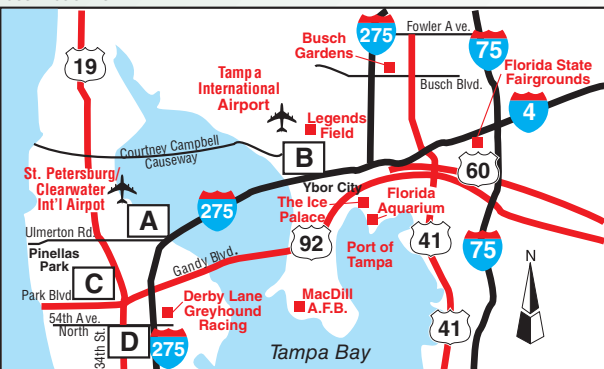 19
275
Fowler Ave.
75
Busch
Gardens
Florida State
Fairgrounds
Busch Blvd.
Tampa
International
Airport
4
Legends
Field
Courtney Campbell
Causeway
B
St. Petersburg/
Clearwater
Int'l Airpot
60
Ybor City
The Ice
Palace
Florida
Aquarium
275
A
Ulmerton Rd.
92
41
Port of
Tampa
75
N
Pinellas
Park
Gandy Blvd.
C
Park Blvd
Derby Lane
Greyhound
Racing
MacDill
A.F.B.
54th Ave.
North
34th St.
D
275
41
Tampa Bay